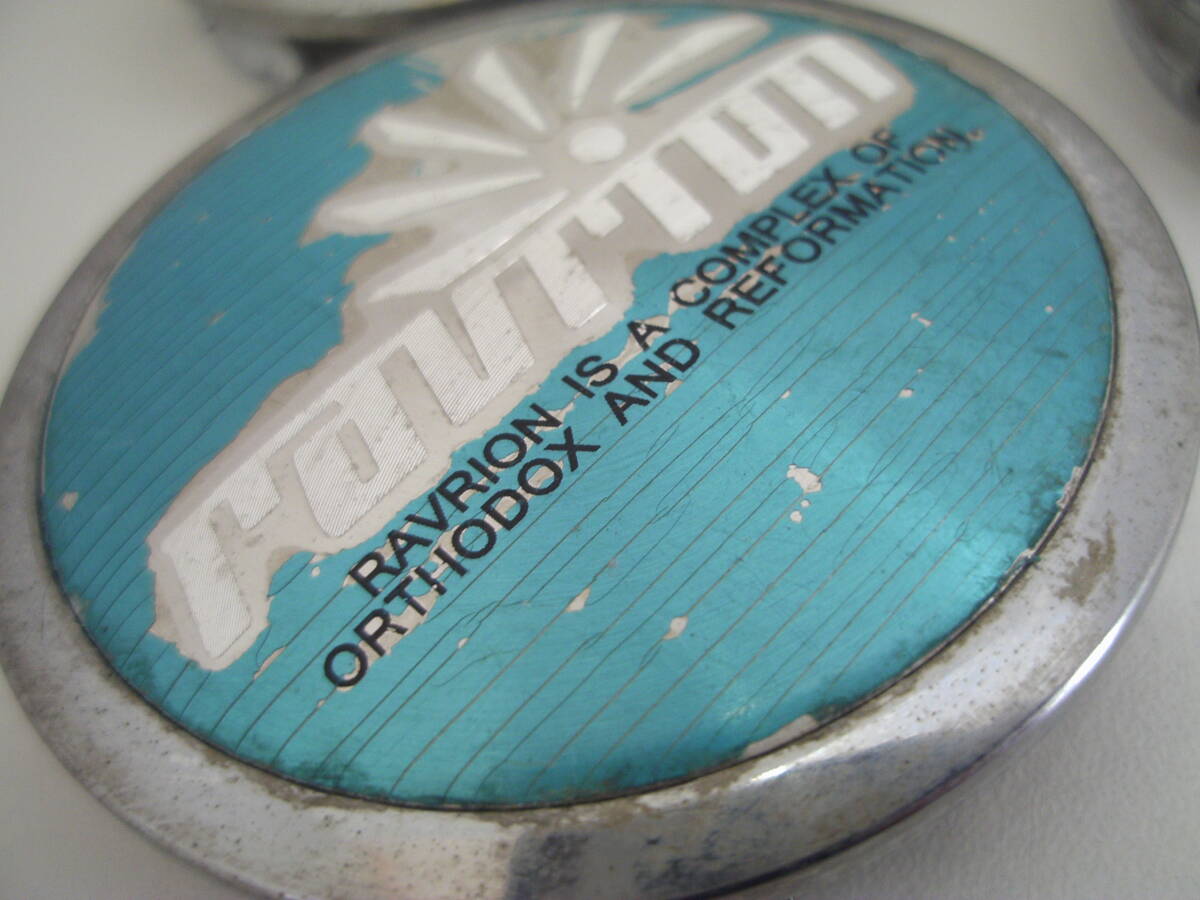 ravrion
RAVRION IS A COMPLEX OF
ORTHODOX AND REFORMATION.